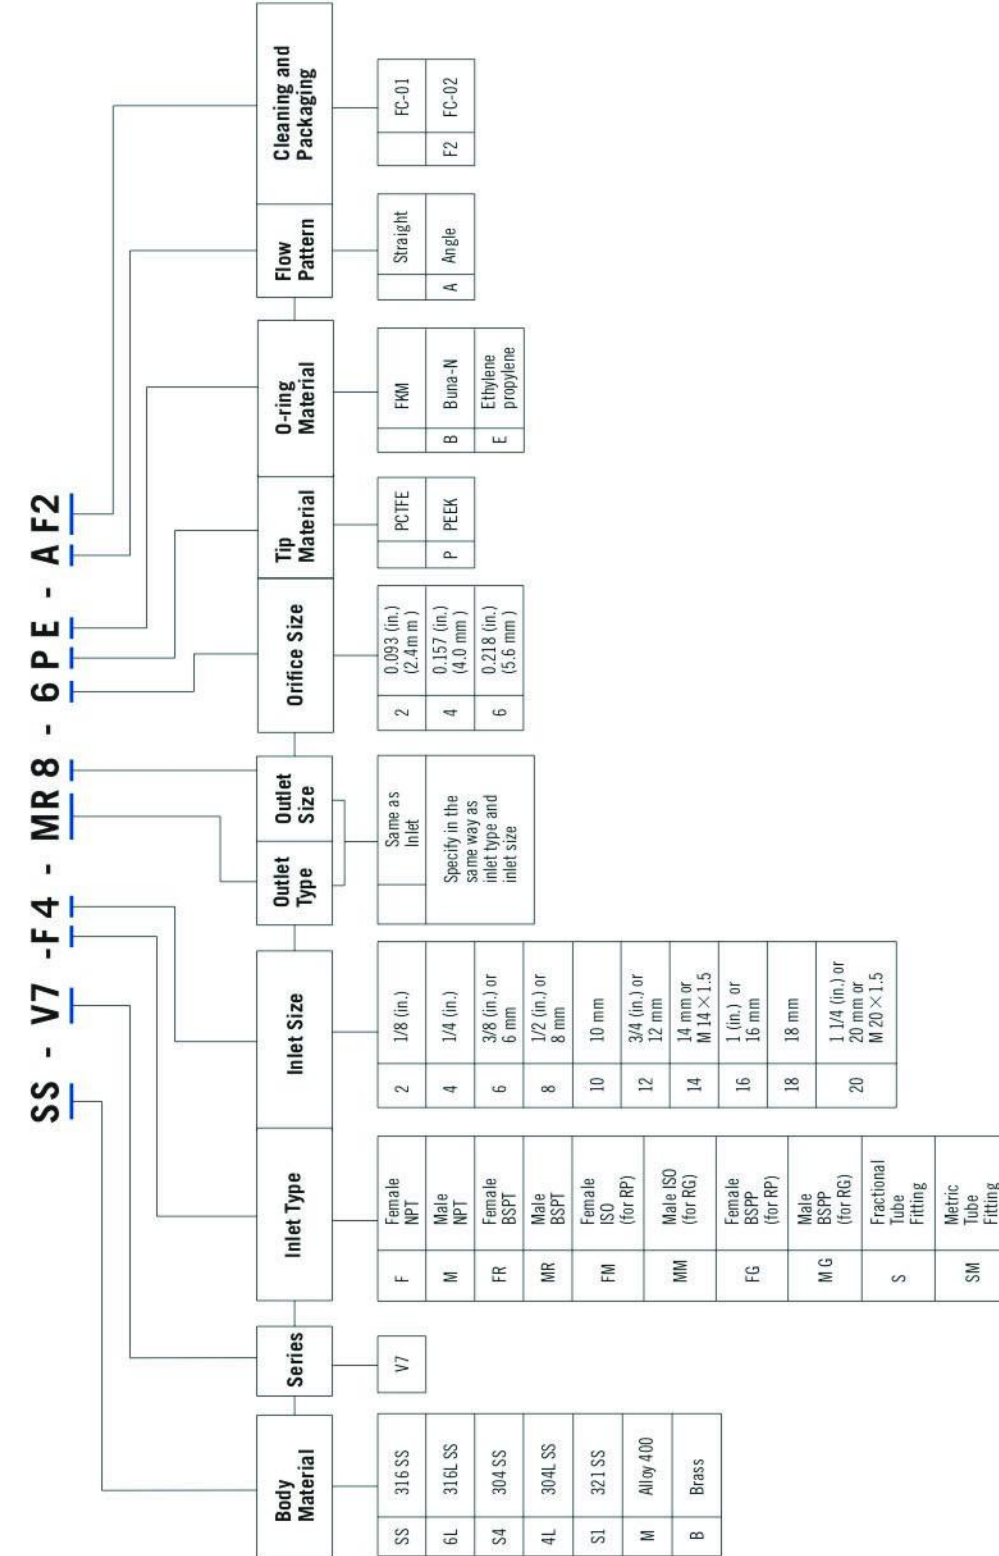 SS - V7 -F4 - MR8 - 6PE - AF2
Body
Material
SS 316 SS
6L 316L SS
S4 304 SS
4L 304L SS
S1 321 SS
M Alloy 400
B Brass
Series
V7
Inlet Type
F Female
NPT
M Male
NPT
FR Female
BSPT
MR Male
BSPT
FM Female
ISO
(for RP)
MM Male ISO
(for RG)
FG Female
BSPP
(for RP)
M G Male
BSPP
(for RG)
S Fractional
Tube
Fitting
SM Metric
Tube
Fitting
Inlet Size
2 1/8 (in.)
4 1/4 (in.)
6 3/8 (in.) or
6 mm
8 1/2 (in.) or
8 mm
10 10 mm
12 3/4 (in.) or
12 mm
14 14 mm or
M 14×1.5
16 1 (in.) or
16 mm
18 18 mm
20 1 1/4 (in.) or
20 mm or
M 20×1.5
Outlet
Type
Outlet
Size
Same as
Inlet
Specify in the
same way as
inlet type and
inlet size
Orifice Size
2 0.093 (in.)
(2.4m m )
4 0.157 (in.)
(4.0 mm )
6 0.218 (in.)
(5.6 mm )
Tip
Material
PCTFE
P PEEK
O-ring
Material
FKM
B Buna-N
E Ethylene
propylene
Flow
Pattern
Straight
A Angle
Cleaning and
Packaging
FC-01
F2 FC-02